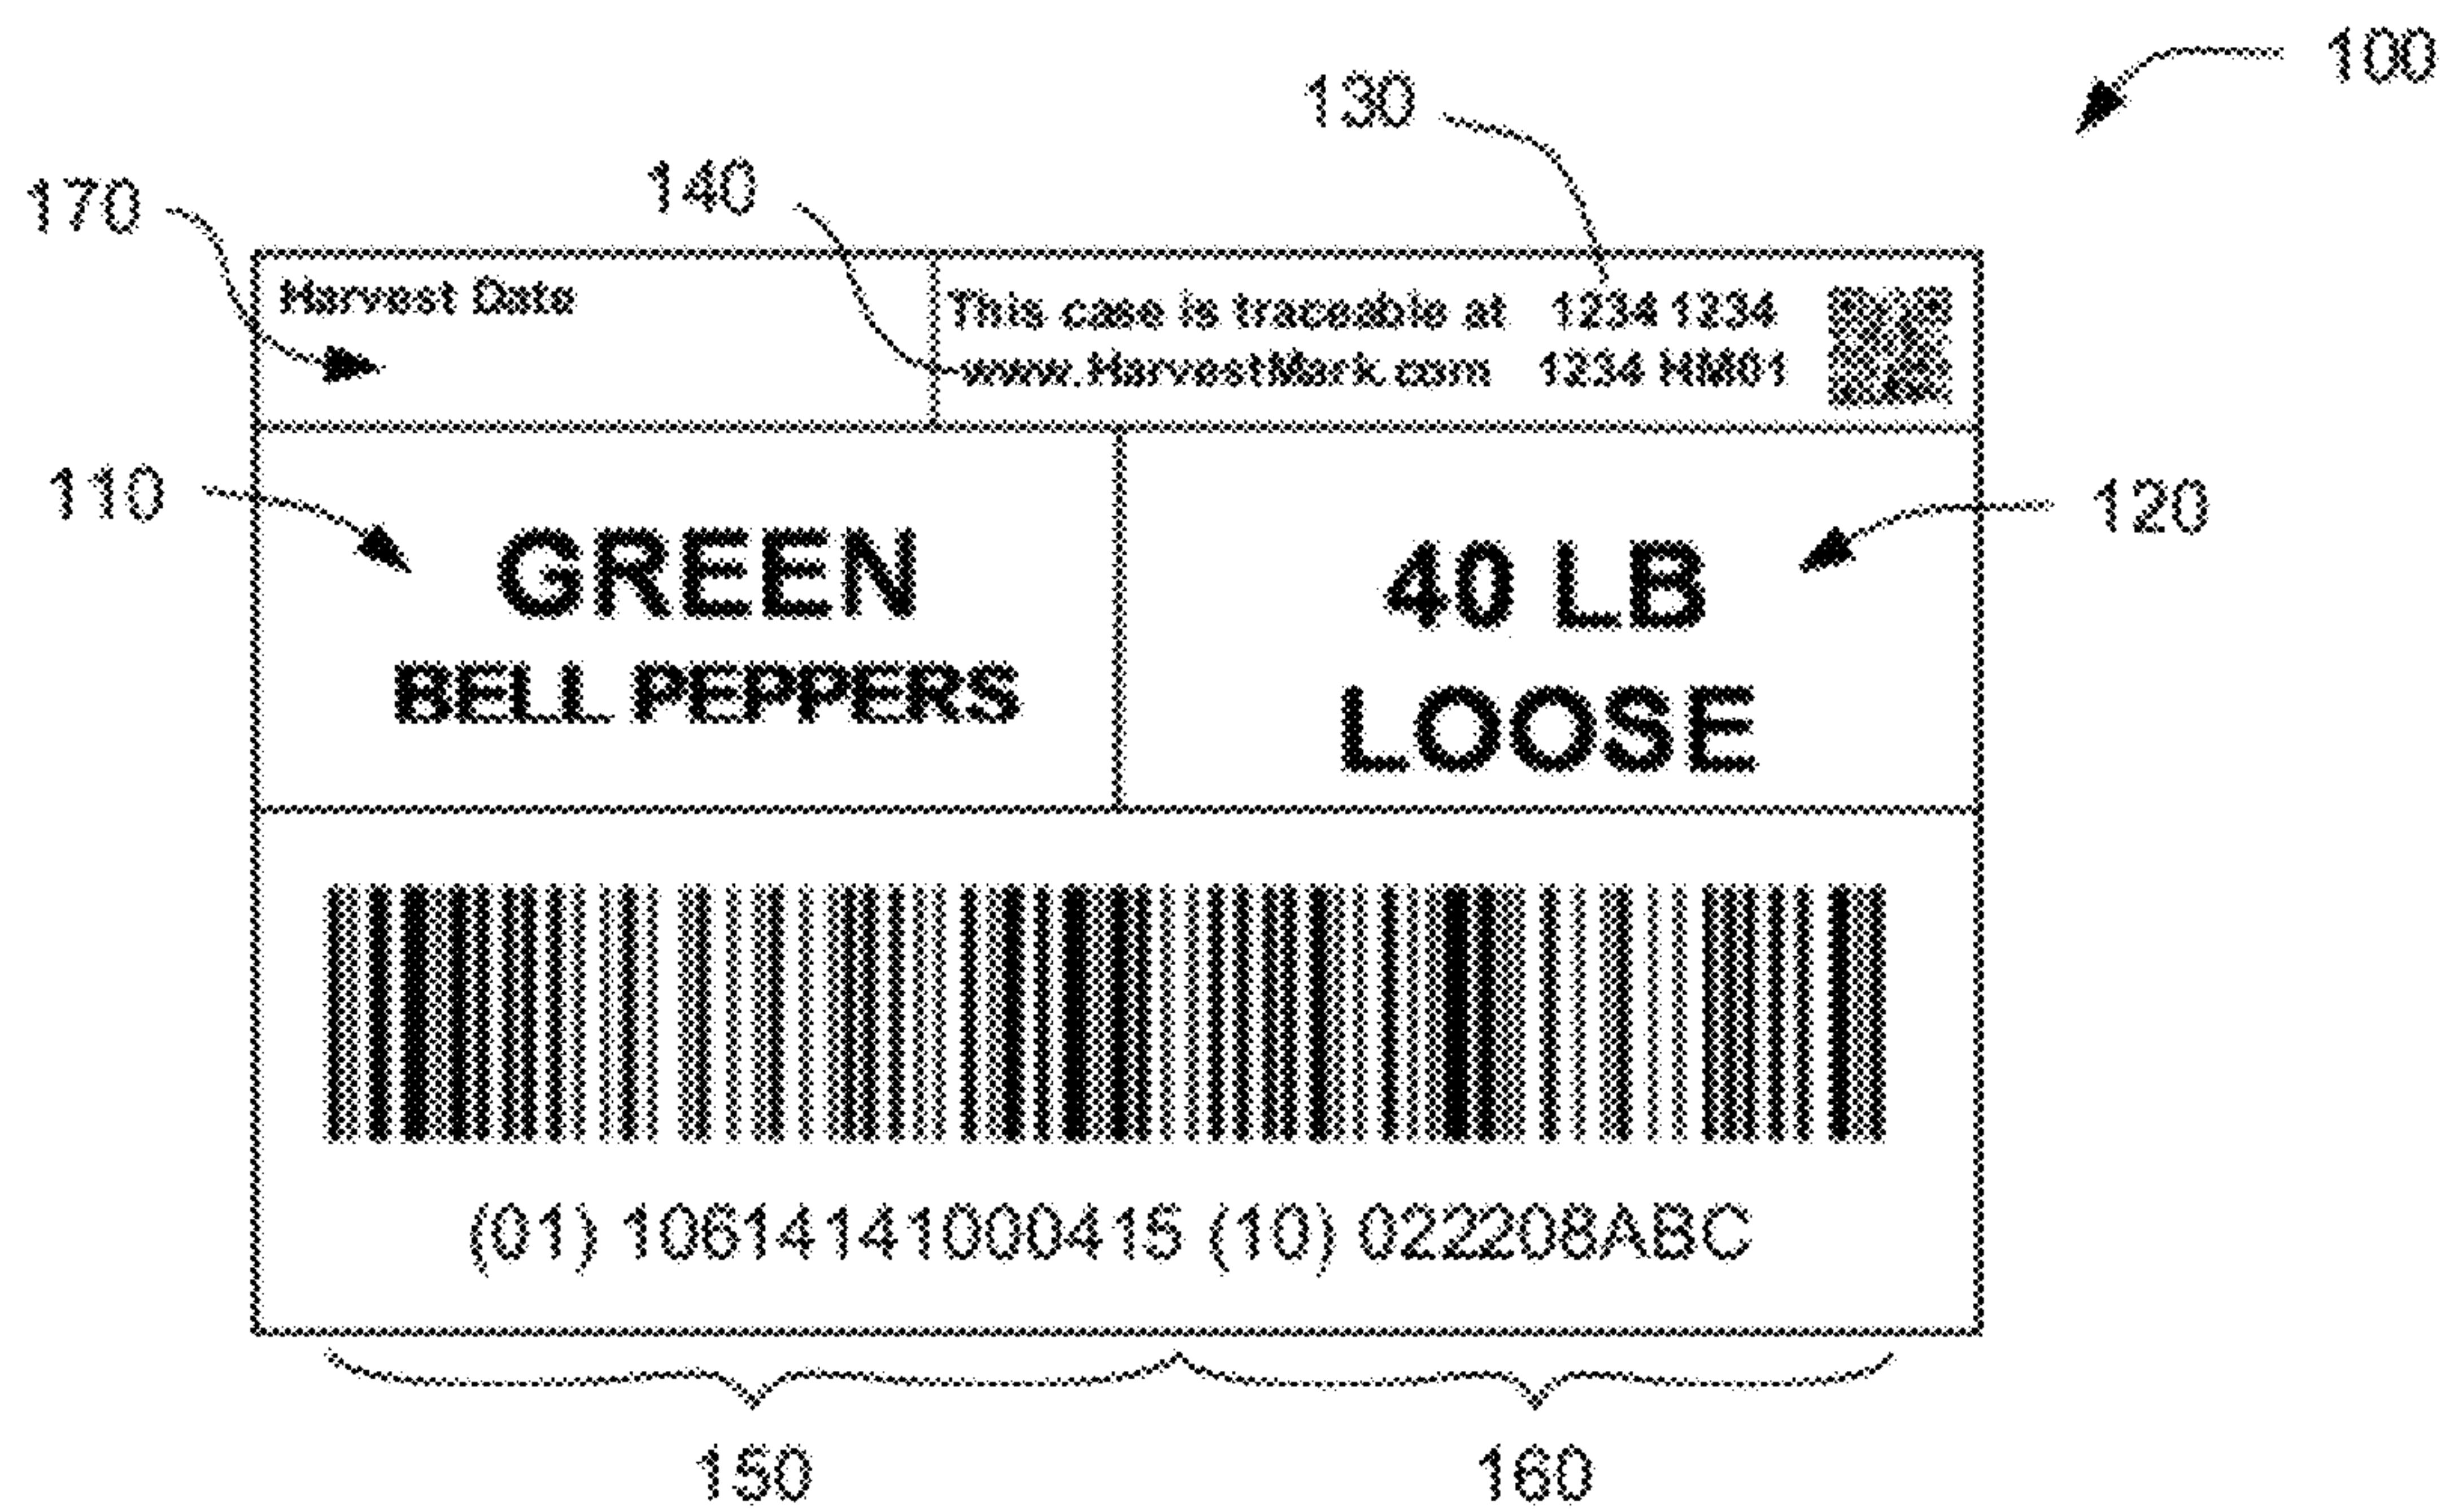 100
130
140
170
Harvest Date
This case is traceable at 1234 1234
www.HarvestMark.com 1234 HM01
110
120
GREEN
BELL PEPPERS
40 LB
LOOSE
(01) 10614141000415 (10) 022208ABC
150
160